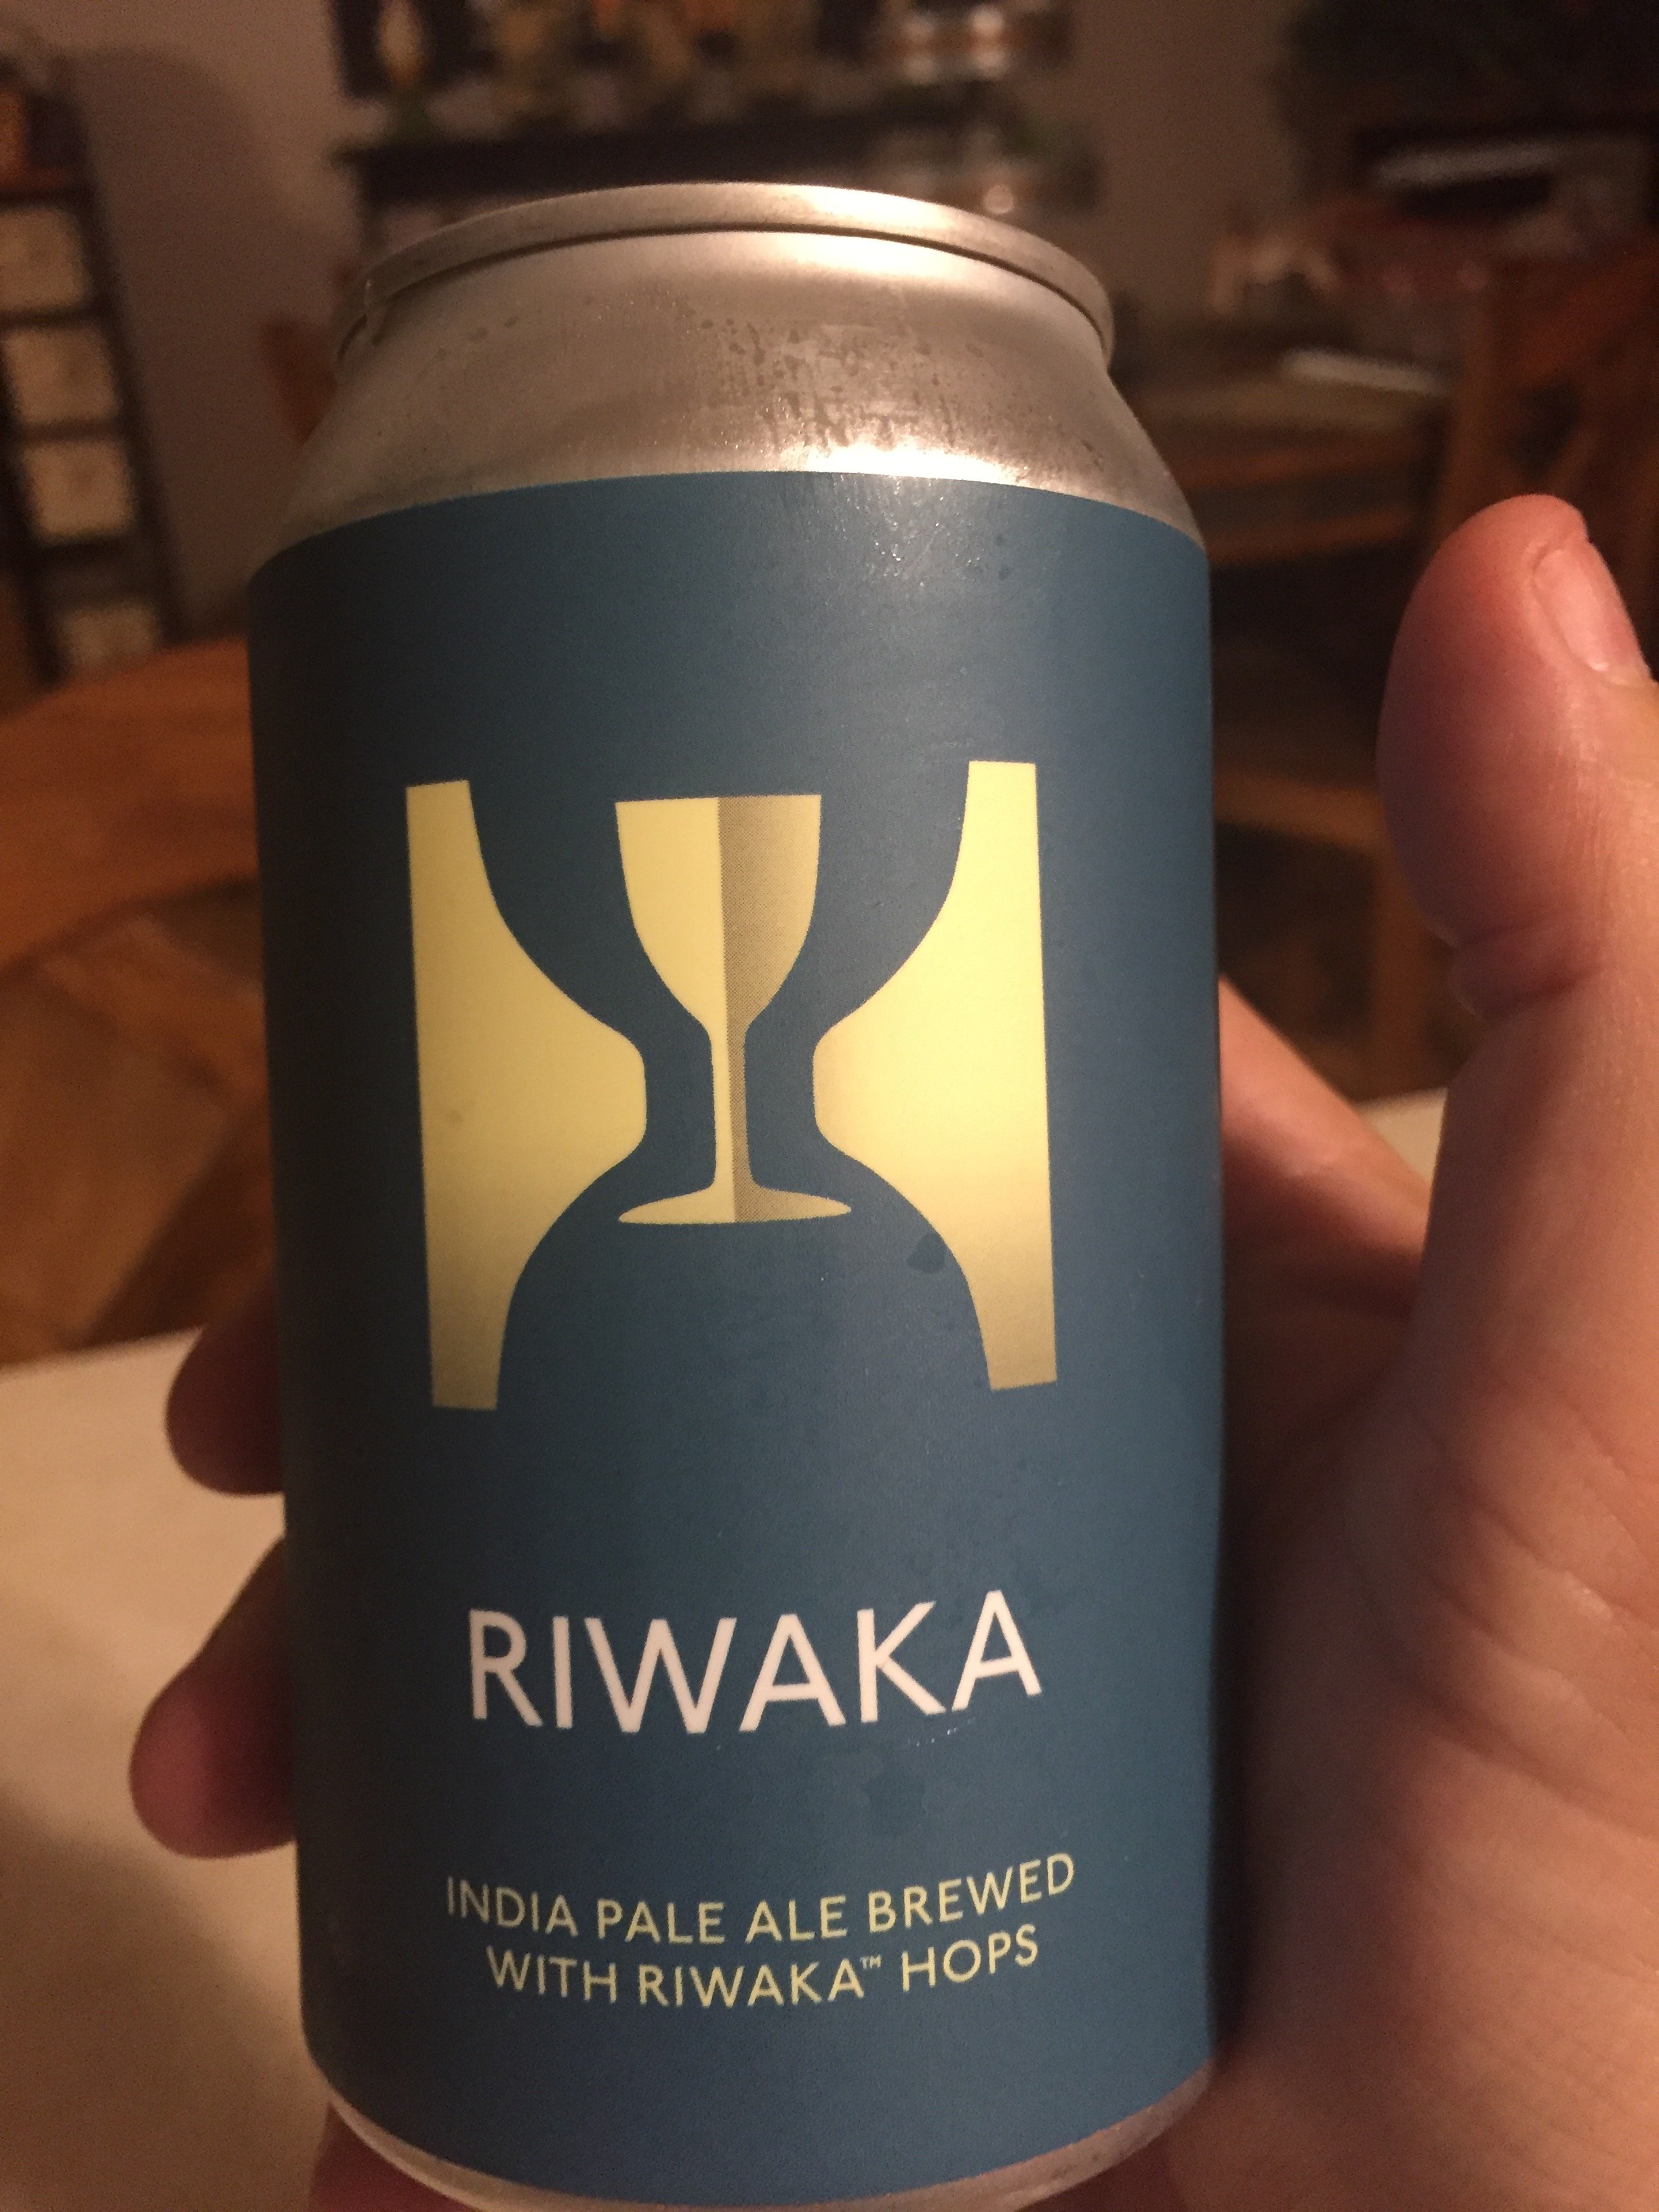 RIWAKA
INDIA PALE ALE BREWED
WITH RIWAKA™ HOPS